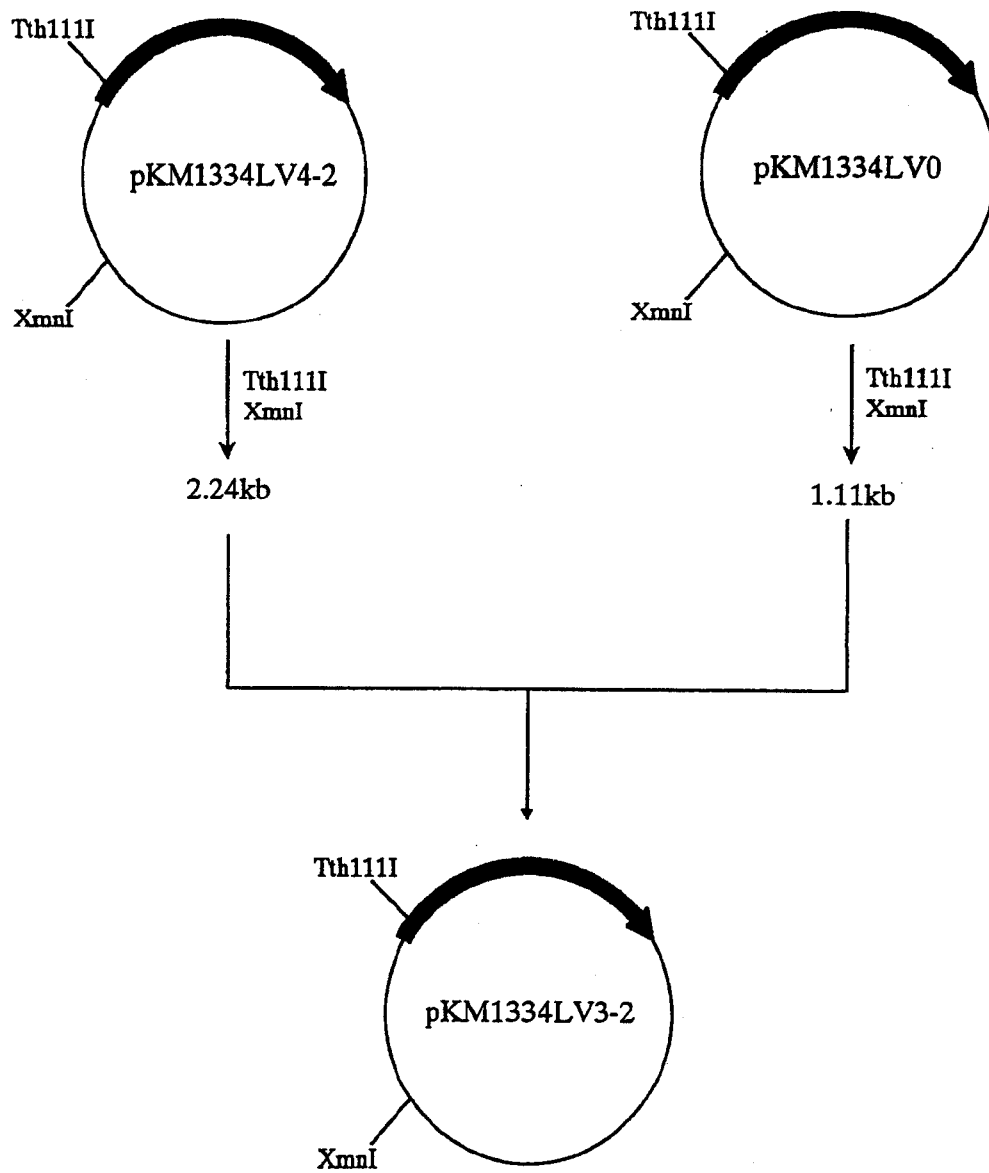 Tth111I
pKM1334LV4-2
XmnI
Tth111I
XmnI
2.24kb
Tth111I
pKM1334LV0
XmnI
Tth111I
XmnI
1.11kb
Tth111I
pKM1334LV3-2
XmnI